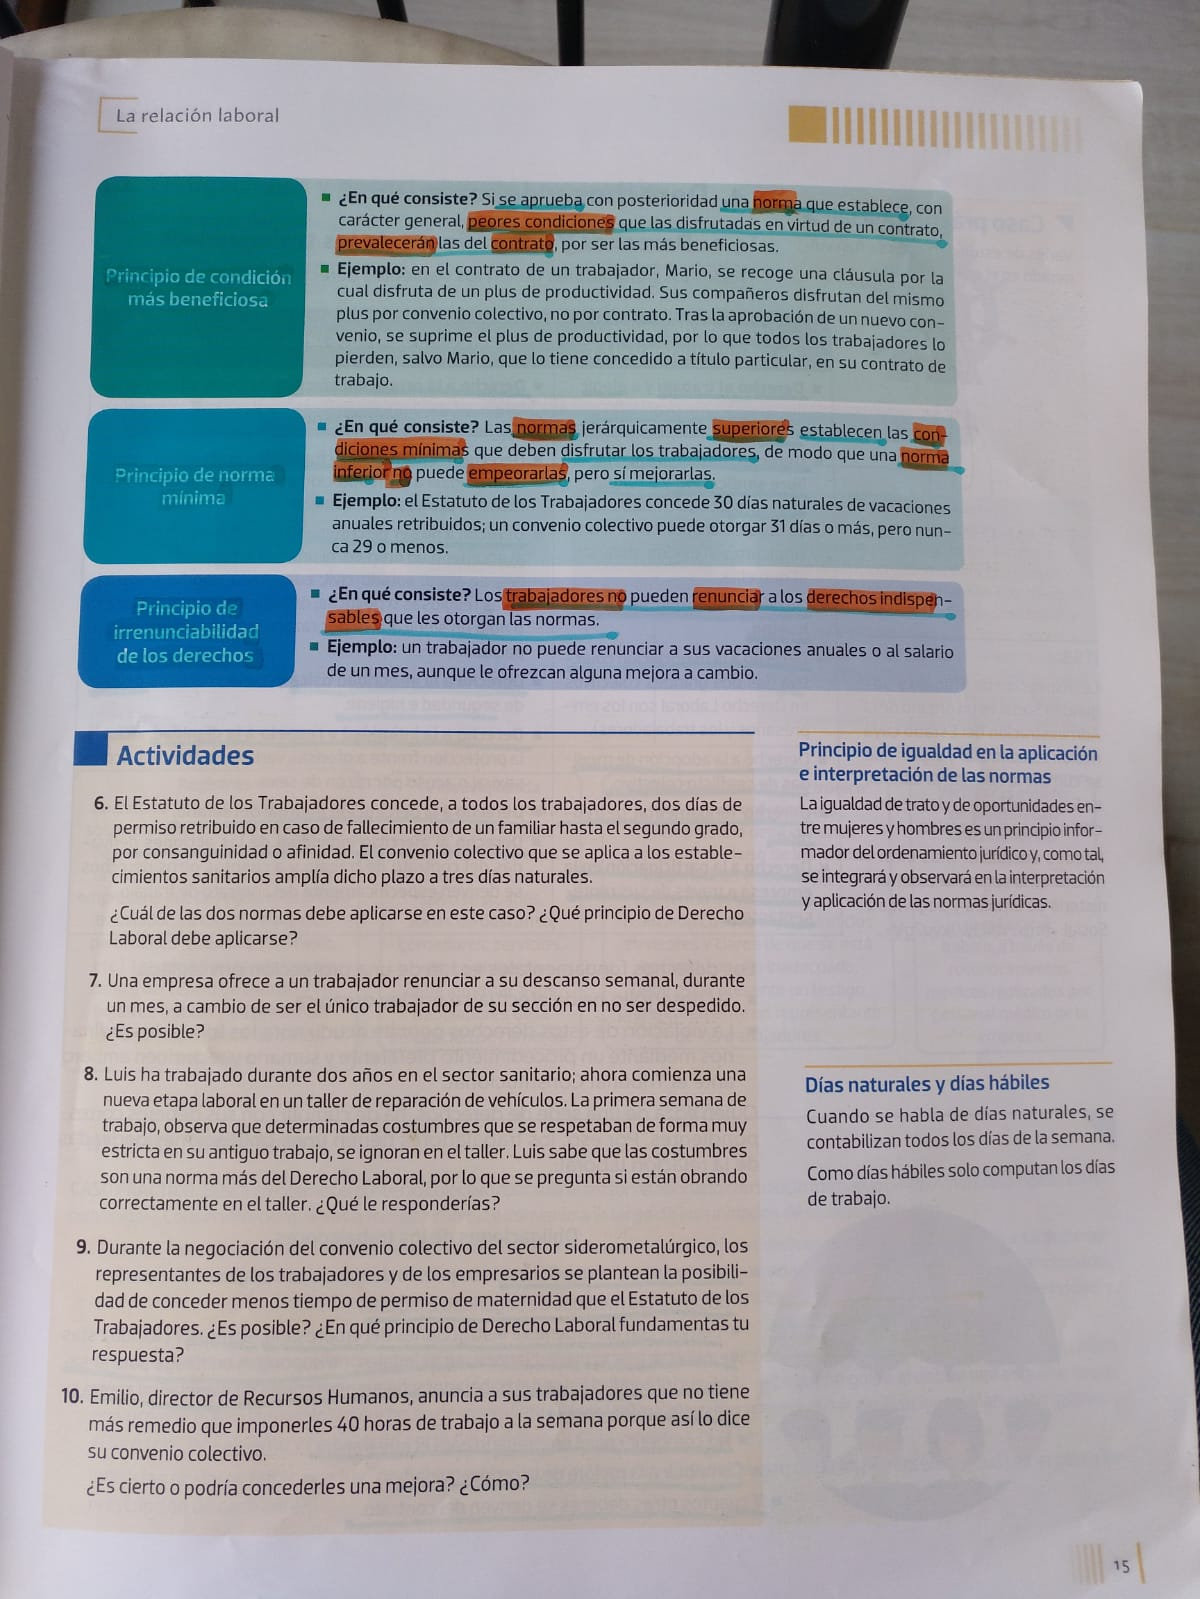 La relación laboral
Principio de condición
más beneficiosa
¿En qué consiste? Si se aprueba con posterioridad una norma que establece, con
carácter general, peores condiciones que las disfrutadas en virtud de un contrato,
prevalecerán las del contrato, por ser las más beneficiosas.
Ejemplo: en el contrato de un trabajador, Mario, se recoge una cláusula por la
cual disfruta de un plus de productividad. Sus compañeros disfrutan del mismo
plus por convenio colectivo, no por contrato. Tras la aprobación de un nuevo con-
venio, se suprime el plus de productividad, por lo que todos los trabajadores lo
pierden, salvo Mario, que lo tiene concedido a título particular, en su contrato de
trabajo.
Principio de norma
mínima
¿En qué consiste? Las normas jerárquicamente superiores establecen las con-
diciones mínimas que deben disfrutar los trabajadores, de modo que una norma
inferior no puede empeorarlas, pero sí mejorarlas.
Ejemplo: el Estatuto de los Trabajadores concede 30 días naturales de vacaciones
anuales retribuidos; un convenio colectivo puede otorgar 31 días o más, pero nun-
ca 29 o menos.
Principio de
irrenunciabilidad
de los derechos
¿En qué consiste? Los trabajadores no pueden renunciar a los derechos indispen-
sables que les otorgan las normas.
Ejemplo: un trabajador no puede renunciar a sus vacaciones anuales o al salario
de un mes, aunque le ofrezcan alguna mejora a cambio.
Actividades
6. El Estatuto de los Trabajadores concede, a todos los trabajadores, dos días de
permiso retribuido en caso de fallecimiento de un familiar hasta el segundo grado,
por consanguinidad o afinidad. El convenio colectivo que se aplica a los estable-
cimientos sanitarios amplía dicho plazo a tres días naturales.
¿Cuál de las dos normas debe aplicarse en este caso? ¿Qué principio de Derecho
Laboral debe aplicarse?
7. Una empresa ofrece a un trabajador renunciar a su descanso semanal, durante
un mes, a cambio de ser el único trabajador de su sección en no ser despedido.
¿Es posible?
8. Luis ha trabajado durante dos años en el sector sanitario; ahora comienza una
nueva etapa laboral en un taller de reparación de vehículos. La primera semana de
trabajo, observa que determinadas costumbres que se respetaban de forma muy
estricta en su antiguo trabajo, se ignoran en el taller. Luis sabe que las costumbres
son una norma más del Derecho Laboral, por lo que se pregunta si están obrando
correctamente en el taller. ¿Qué le responderías?
9. Durante la negociación del convenio colectivo del sector siderometalúrgico, los
representantes de los trabajadores y de los empresarios se plantean la posibili-
dad de conceder menos tiempo de permiso de maternidad que el Estatuto de los
Trabajadores. ¿Es posible? ¿En qué principio de Derecho Laboral fundamentas tu
respuesta?
10. Emilio, director de Recursos Humanos, anuncia a sus trabajadores que no tiene
más remedio que imponerles 40 horas de trabajo a la semana porque así lo dice
su convenio colectivo.
¿Es cierto o podría concederles una mejora? ¿Cómo?
Principio de igualdad en la aplicación
e interpretación de las normas
La igualdad de trato y de oportunidades en-
tre mujeres y hombres es un principio infor-
mador del ordenamiento jurídico y, como tal,
se integrará y observará en la interpretación
y aplicación de las normas jurídicas.
Días naturales y días hábiles
Cuando se habla de días naturales, se
contabilizan todos los días de la semana.
Como días hábiles solo computan los días
de trabajo.
15